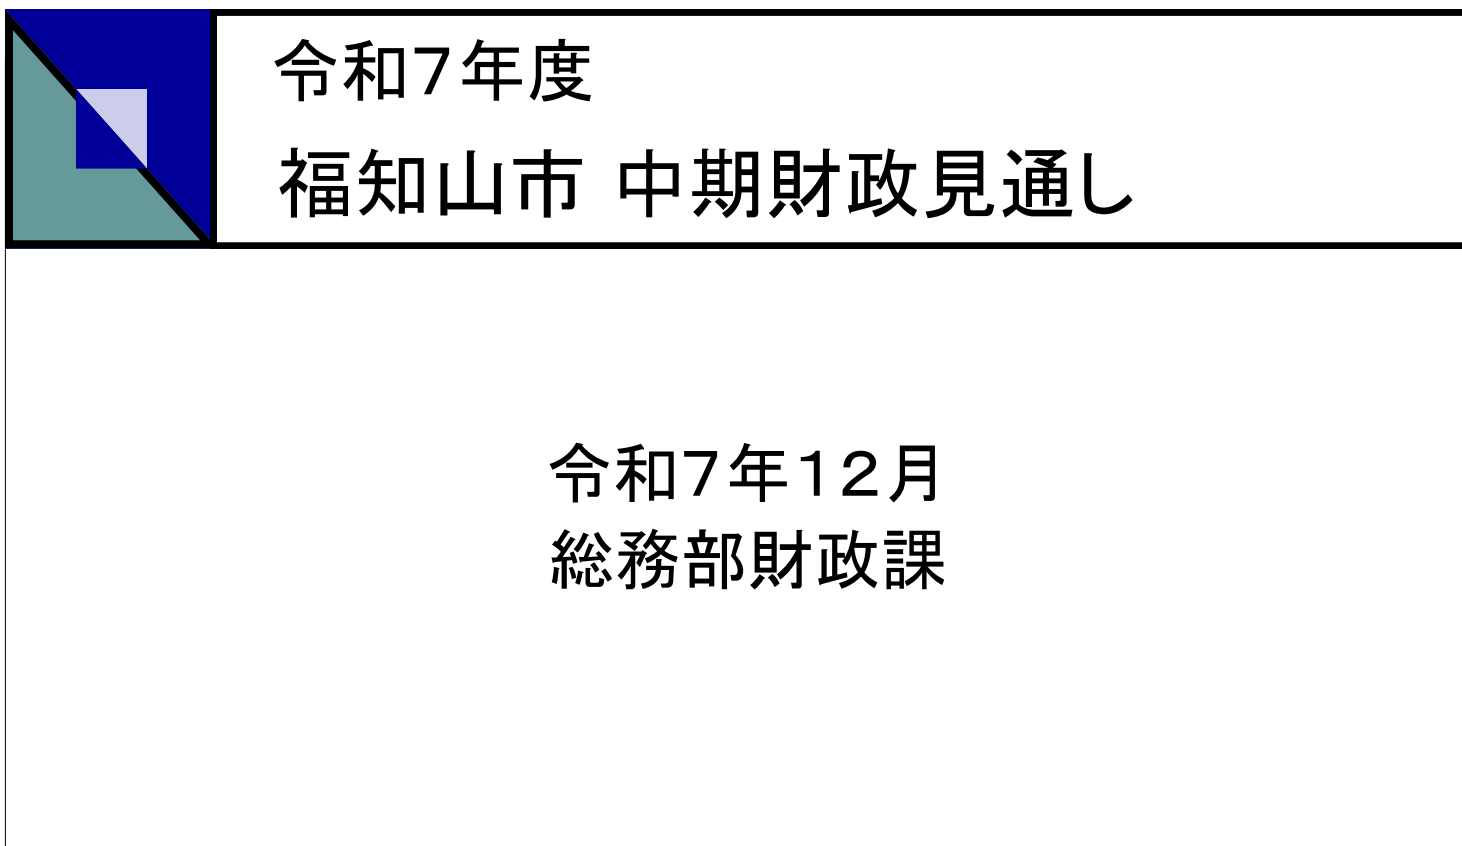 令和７年度
福知山市 中期財政見通し
令和７年１２月
総務部財政課